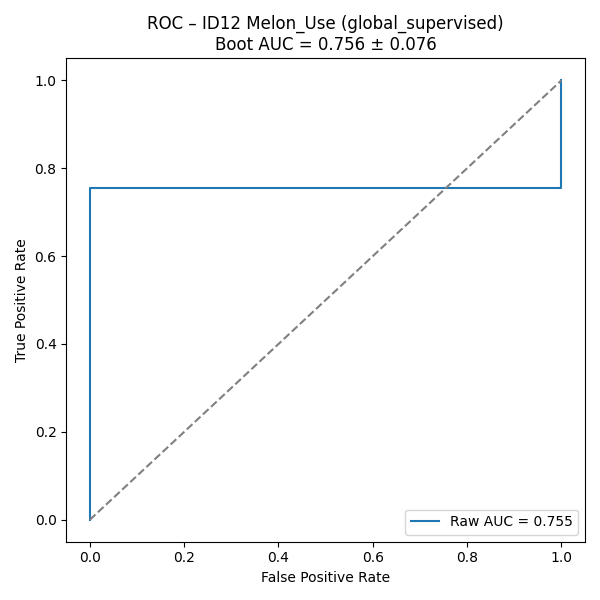 ROC – ID12 Melon_Use (global_supervised)
Boot AUC = 0.756 ± 0.076
1.0
0.8
0.6
0.4
0.2
0.0
True Positive Rate
Raw AUC = 0.755
0.0 0.2 0.4 0.6 0.8 1.0
False Positive Rate